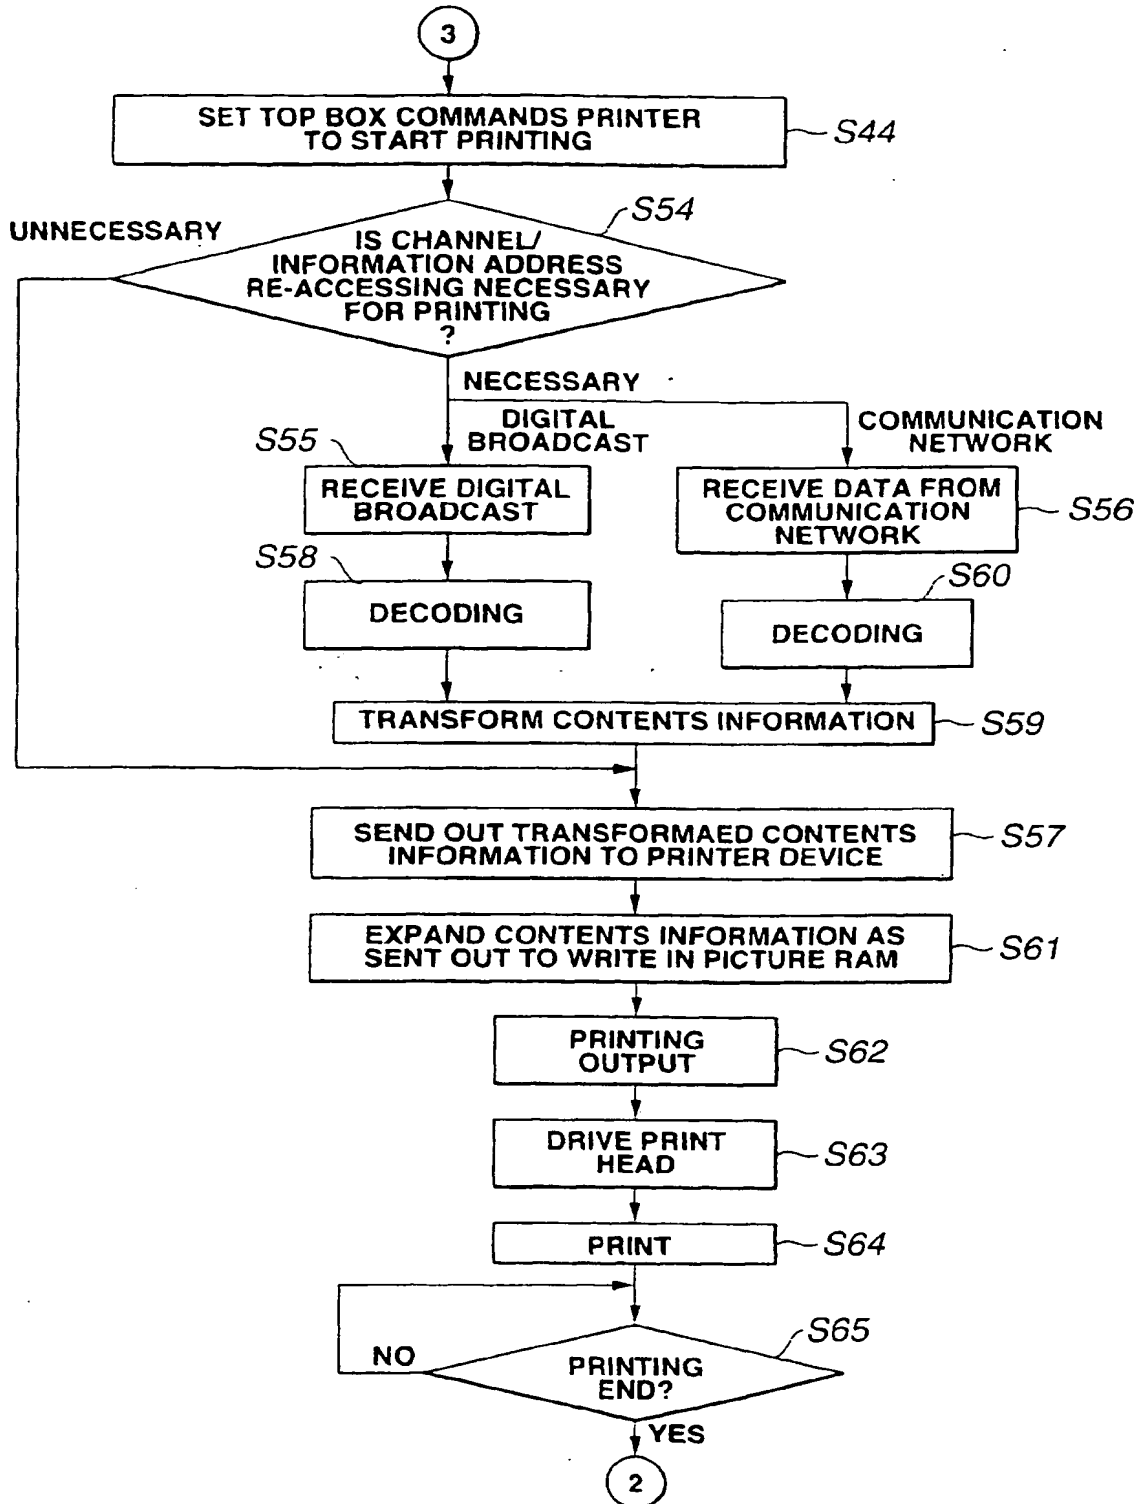 3
SET TOP BOX COMMANDS PRINTER
TO START PRINTING
S44
S54
UNNECESSARY
IS CHANNEL/
INFORMATION ADDRESS
RE-ACCESSING NECESSARY
FOR PRINTING
?
NECESSARY
DIGITAL
BROADCAST
COMMUNICATION
NETWORK
S55
RECEIVE DIGITAL
BROADCAST
RECEIVE DATA FROM
COMMUNICATION
NETWORK
S56
S58
DECODING
S60
DECODING
TRANSFORM CONTENTS INFORMATION
S59
SEND OUT TRANSFORMAED CONTENTS
INFORMATION TO PRINTER DEVICE
S57
EXPAND CONTENTS INFORMATION AS
SENT OUT TO WRITE IN PICTURE RAM
S61
PRINTING
OUTPUT
S62
DRIVE PRINT
HEAD
S63
PRINT
S64
S65
NO
PRINTING
END?
YES
2